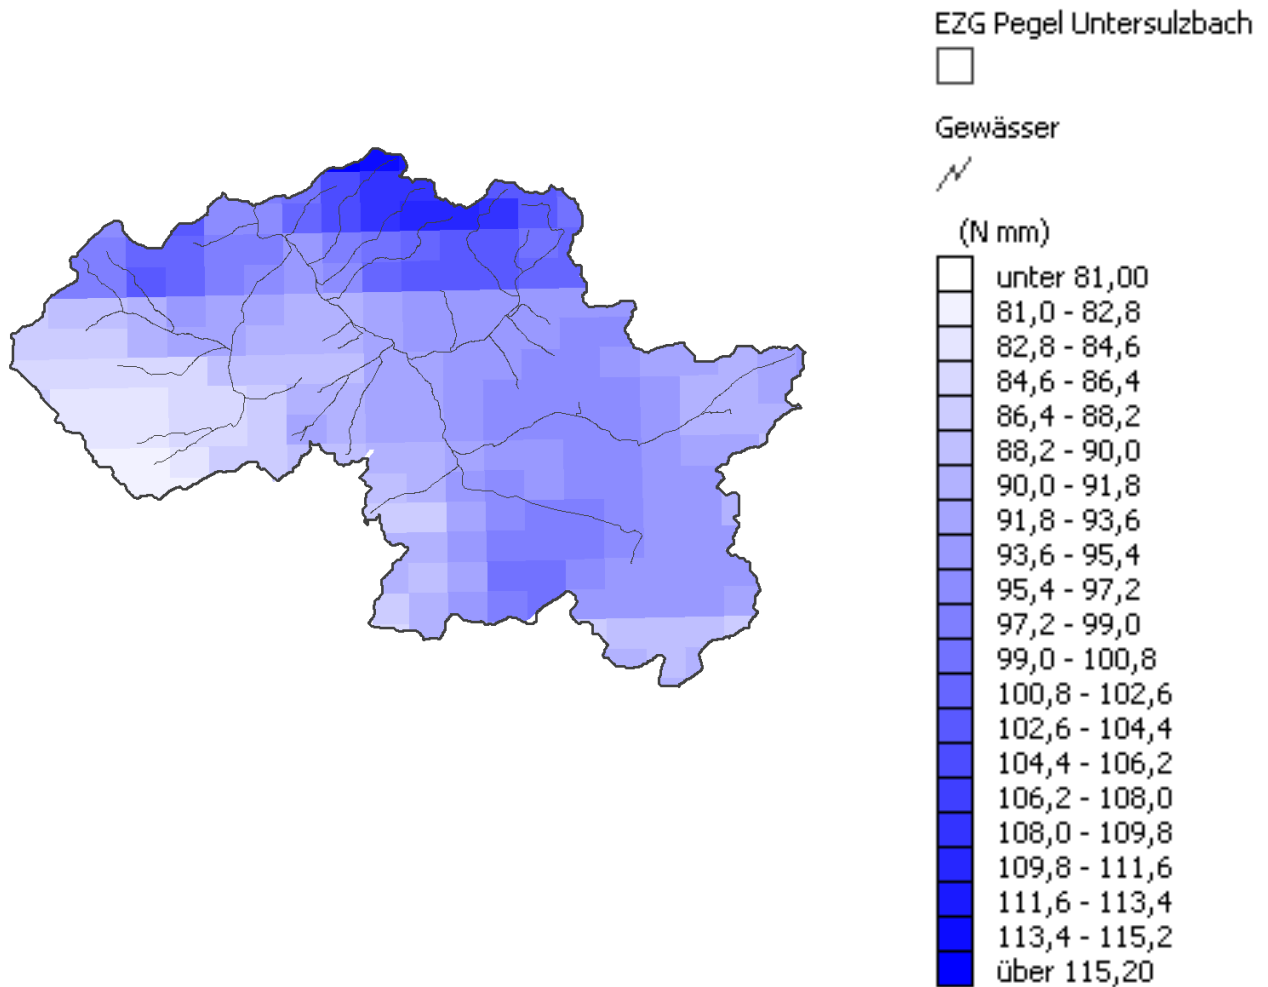 EZG Pegel Untersulzbach
Gewässer
(N mm)
unter 81,00
81,0 - 82,8
82,8 - 84,6
84,6 - 86,4
86,4 - 88,2
88,2 - 90,0
90,0 - 91,8
91,8 - 93,6
93,6 - 95,4
95,4 - 97,2
97,2 - 99,0
99,0 - 100,8
100,8 - 102,6
102,6 - 104,4
104,4 - 106,2
106,2 - 108,0
108,0 - 109,8
109,8 - 111,6
111,6 - 113,4
113,4 - 115,2
über 115,20